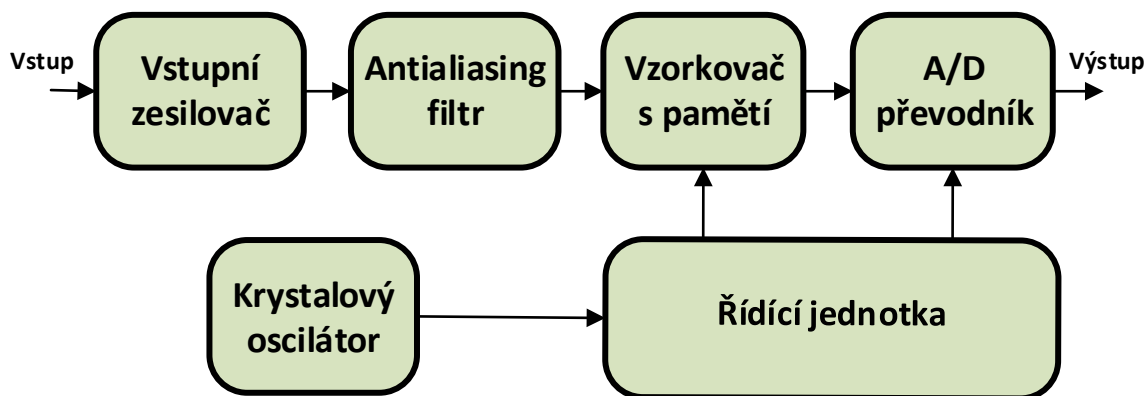 Vstup
Vstupní
zesilovač
Antialiasing
filtr
Vzorkovač
s pamětí
A/D
převodník
Výstup
Krystalový
oscilátor
Řídící jednotka